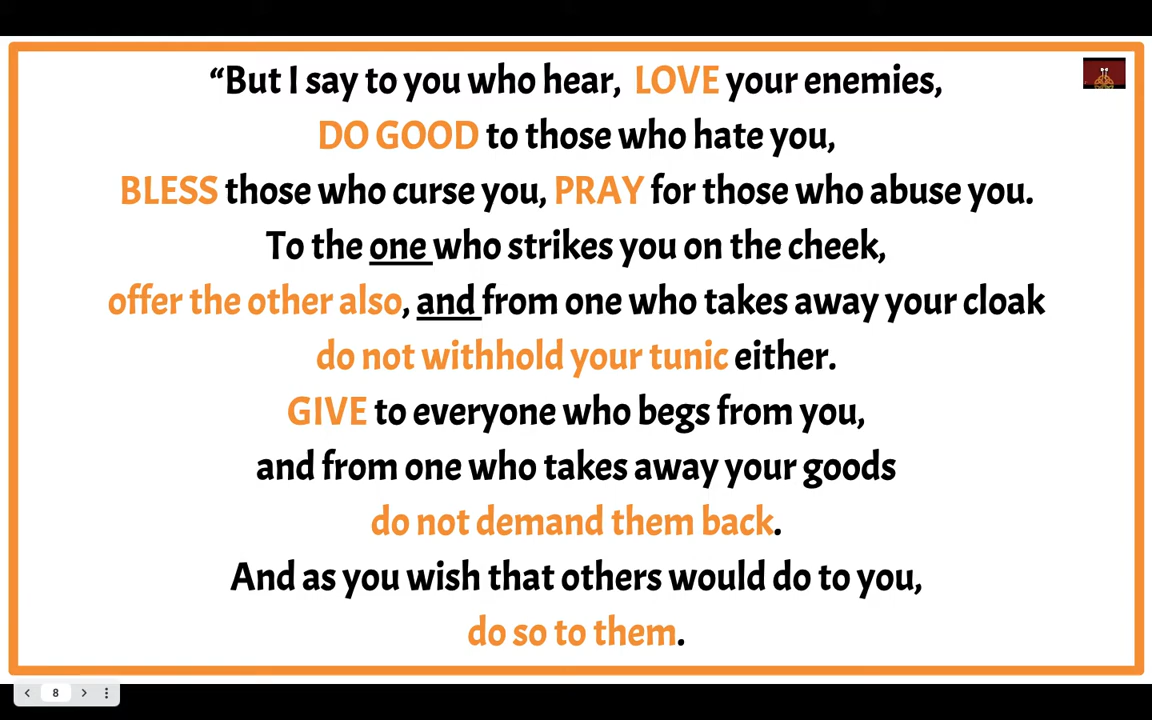 “But I say to you who hear, LOVE your enemies,
DO GOOD to those who hate you,
BLESS those who curse you, PRAY for those who abuse you.
To the one who strikes you on the cheek,
offer the other also, and from one who takes away your cloak
do not withhold your tunic either.
GIVE to everyone who begs from you,
and from one who takes away your goods
do not demand them back.
And as you wish that others would do to you,
do so to them.
8